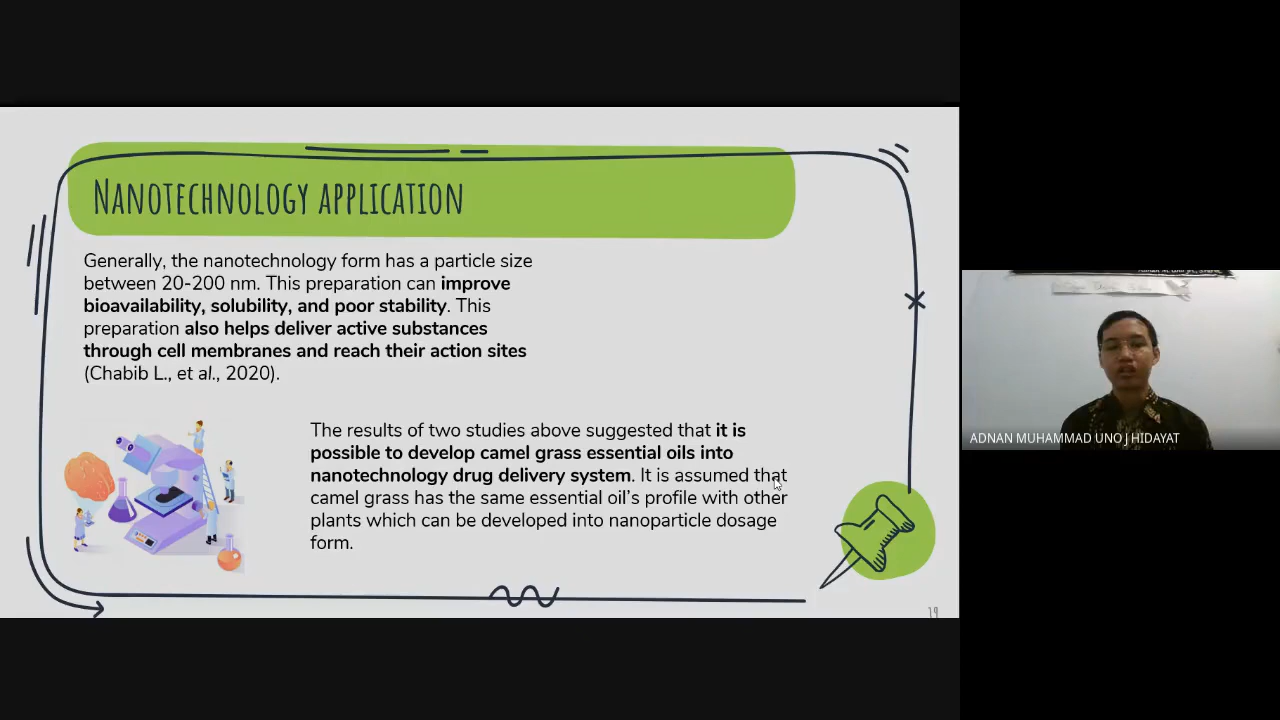 NANOTECHNOLOGY APPLICATION
Generally, the nanotechnology form has a particle size
between 20-200 nm. This preparation can improve
bioavailability, solubility, and poor stability. This
preparation also helps deliver active substances
through cell membranes and reach their action sites
(Chabib L., et al., 2020).
The results of two studies above suggested that it is
possible to develop camel grass essential oils into
nanotechnology drug delivery system. It is assumed that
camel grass has the same essential oil's profile with other
plants which can be developed into nanoparticle dosage
form.
19
ADNAN MUHAMMAD UNO J HIDAYAT